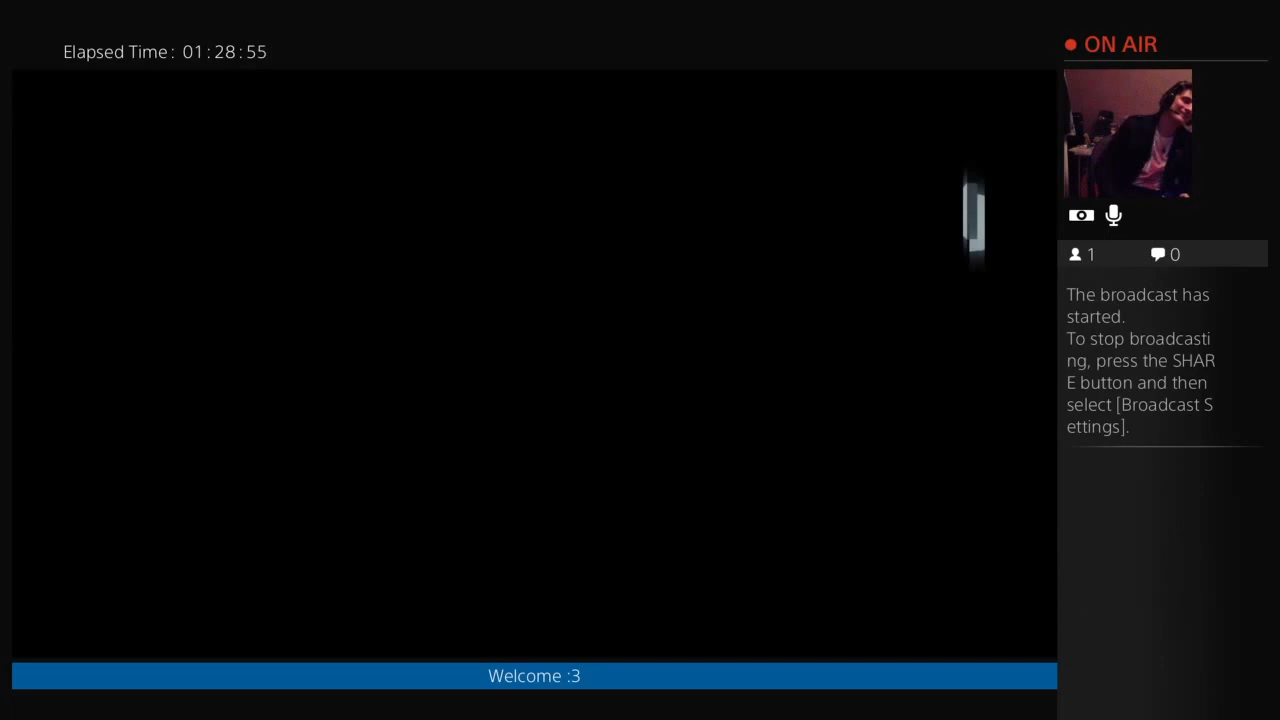 Elapsed Time: 01:28:55
ON AIR
1 0
The broadcast has
started.
To stop broadcasti
ng, press the SHAR
E button and then
select [Broadcast S
ettings].
Welcome :3